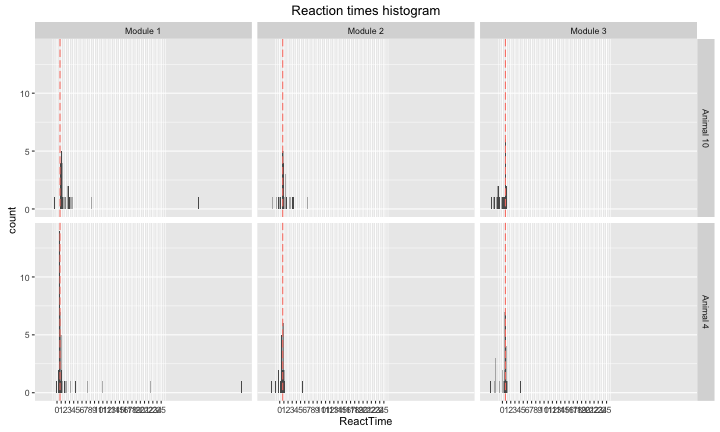 Reaction times histogram
Module 1
Module 2
Module 3
10
5
0
Animal 10
count
10
5
0
Animal 4
ReactTime